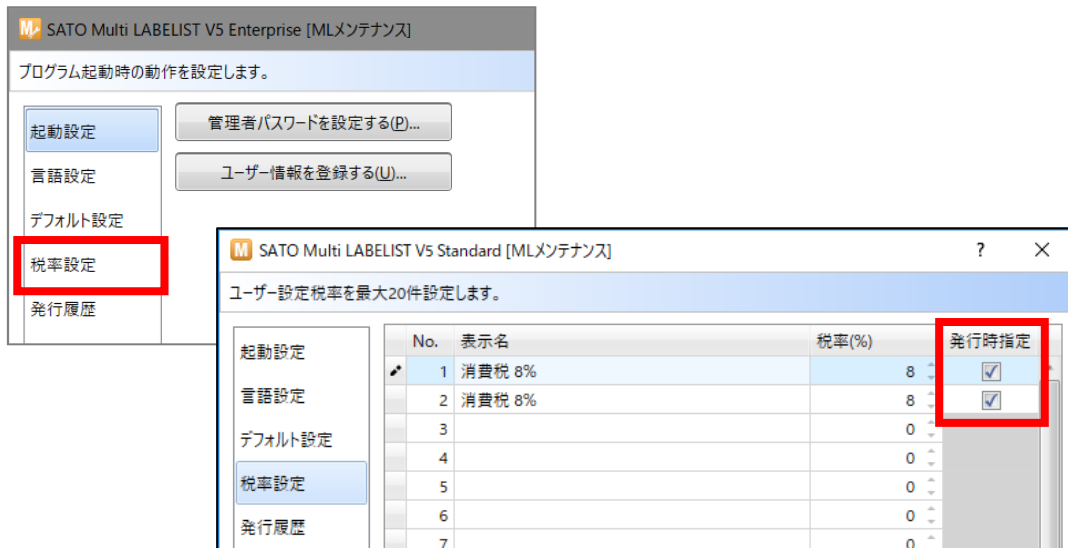 SATO Multi LABELIST V5 Enterprise [MLメンテナンス]
プログラム起動時の動作を設定します。
起動設定
管理者パスワードを設定する(P)...
言語設定
ユーザー情報を登録する(U)...
デフォルト設定
税率設定
発行履歴
SATO Multi LABELIST V5 Standard [MLメンテナンス] ?
ユーザー設定税率を最大20件設定します。
起動設定
言語設定
デフォルト設定
税率設定
発行履歴
No. 表示名 税率(%) 発行時指定
1 消費税 8% 8
2 消費税 8% 8
3 0
4 0
5 0
6 0
7 0